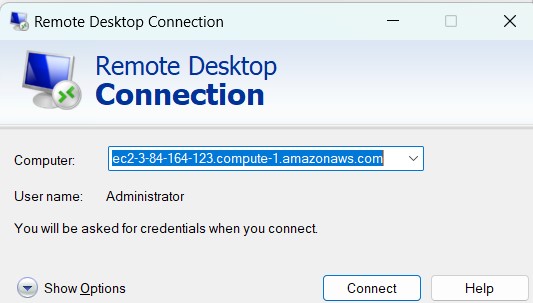 Remote Desktop Connection
Remote Desktop
Connection
Computer: ec2-3-84-164-123.compute-1.amazonaws.com
User name: Administrator
You will be asked for credentials when you connect.
Show Options Connect Help